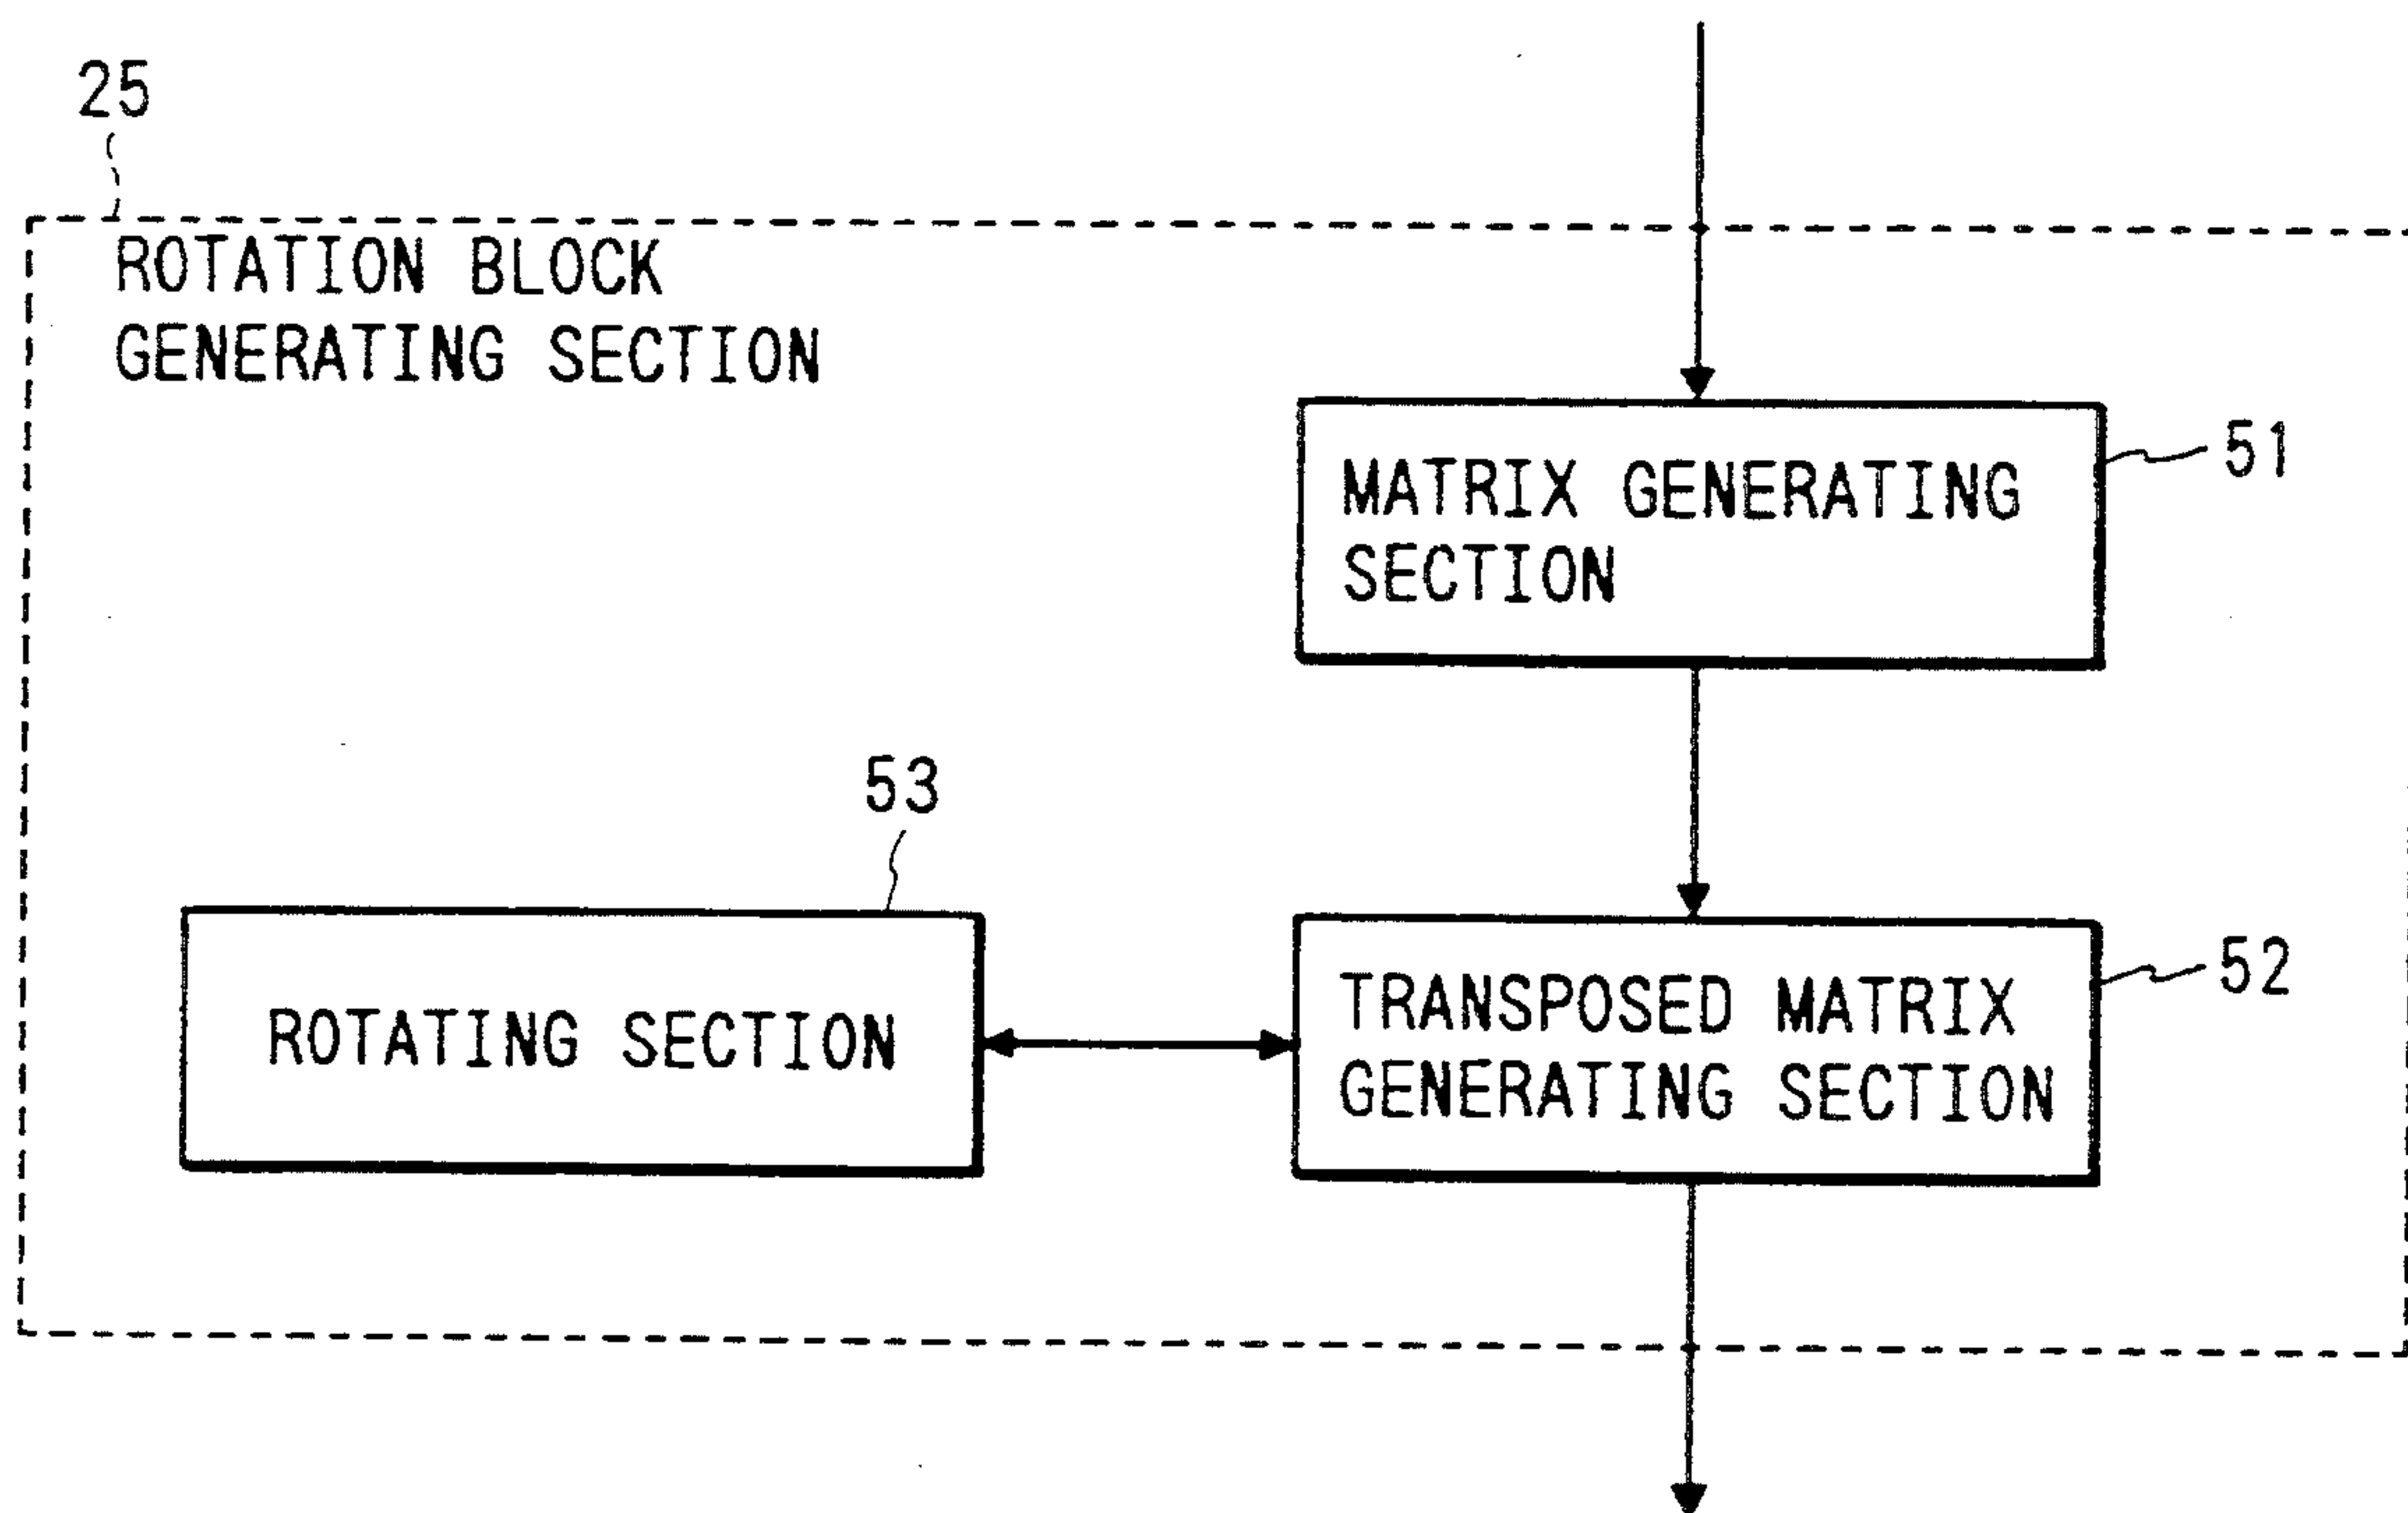 25
ROTATION BLOCK
GENERATING SECTION
MATRIX GENERATING
SECTION
51
53
ROTATING SECTION
TRANSPOSED MATRIX
GENERATING SECTION
52